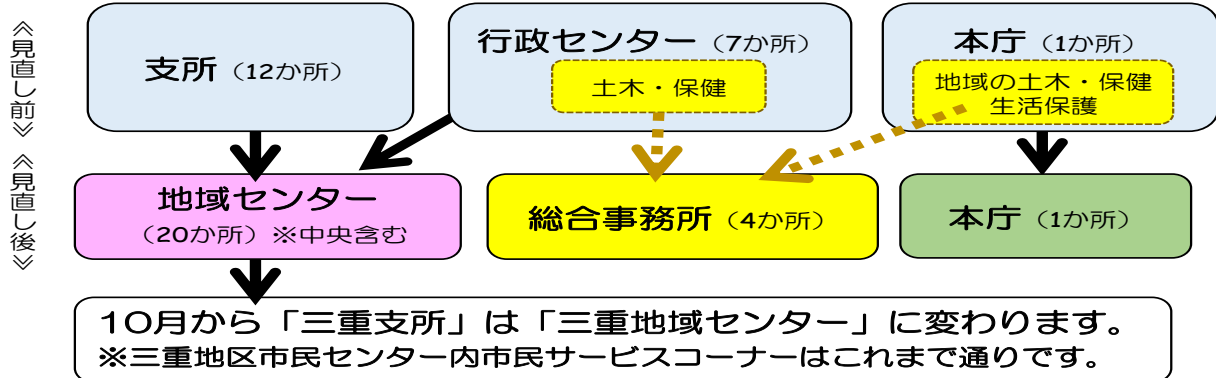 ≪見直し前≫
支所（12か所）
行政センター（7か所）
土木・保健
本庁（1か所）
地域の土木・保健
生活保護
≪見直し後≫
地域センター
（20か所）※中央含む
総合事務所（4か所）
本庁（1か所）
10月から「三重支所」は「三重地域センター」に変わります。
※三重地区市民センター内市民サービスコーナーはこれまで通りです。